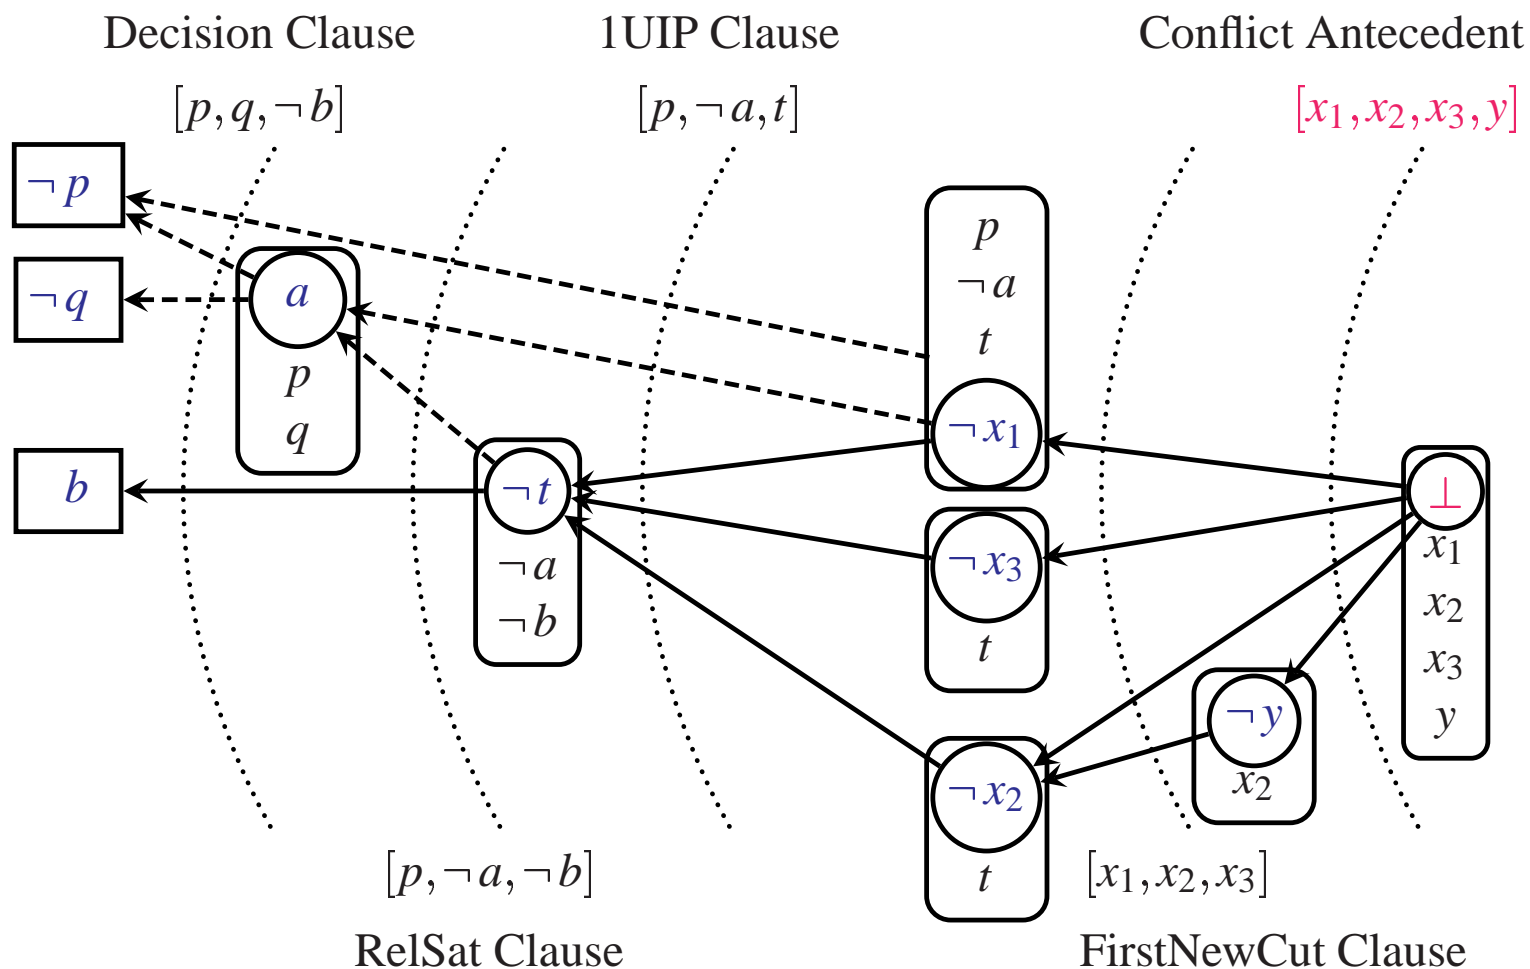 Decision Clause 1UIP Clause Conflict Antecedent
[p, q, ¬ b] [p, ¬ a, t] [x₁, x₂, x₃, y]
¬ p
¬ q
b
a
p
q
¬ t
¬ a
¬ b
p
¬ a
t
¬ x₁
¬ x₃
t
¬ x₂
t
¬ y
x₂
⊥
x₁
x₂
x₃
y
[p, ¬ a, ¬ b] [x₁, x₂, x₃]
RelSat Clause FirstNewCut Clause